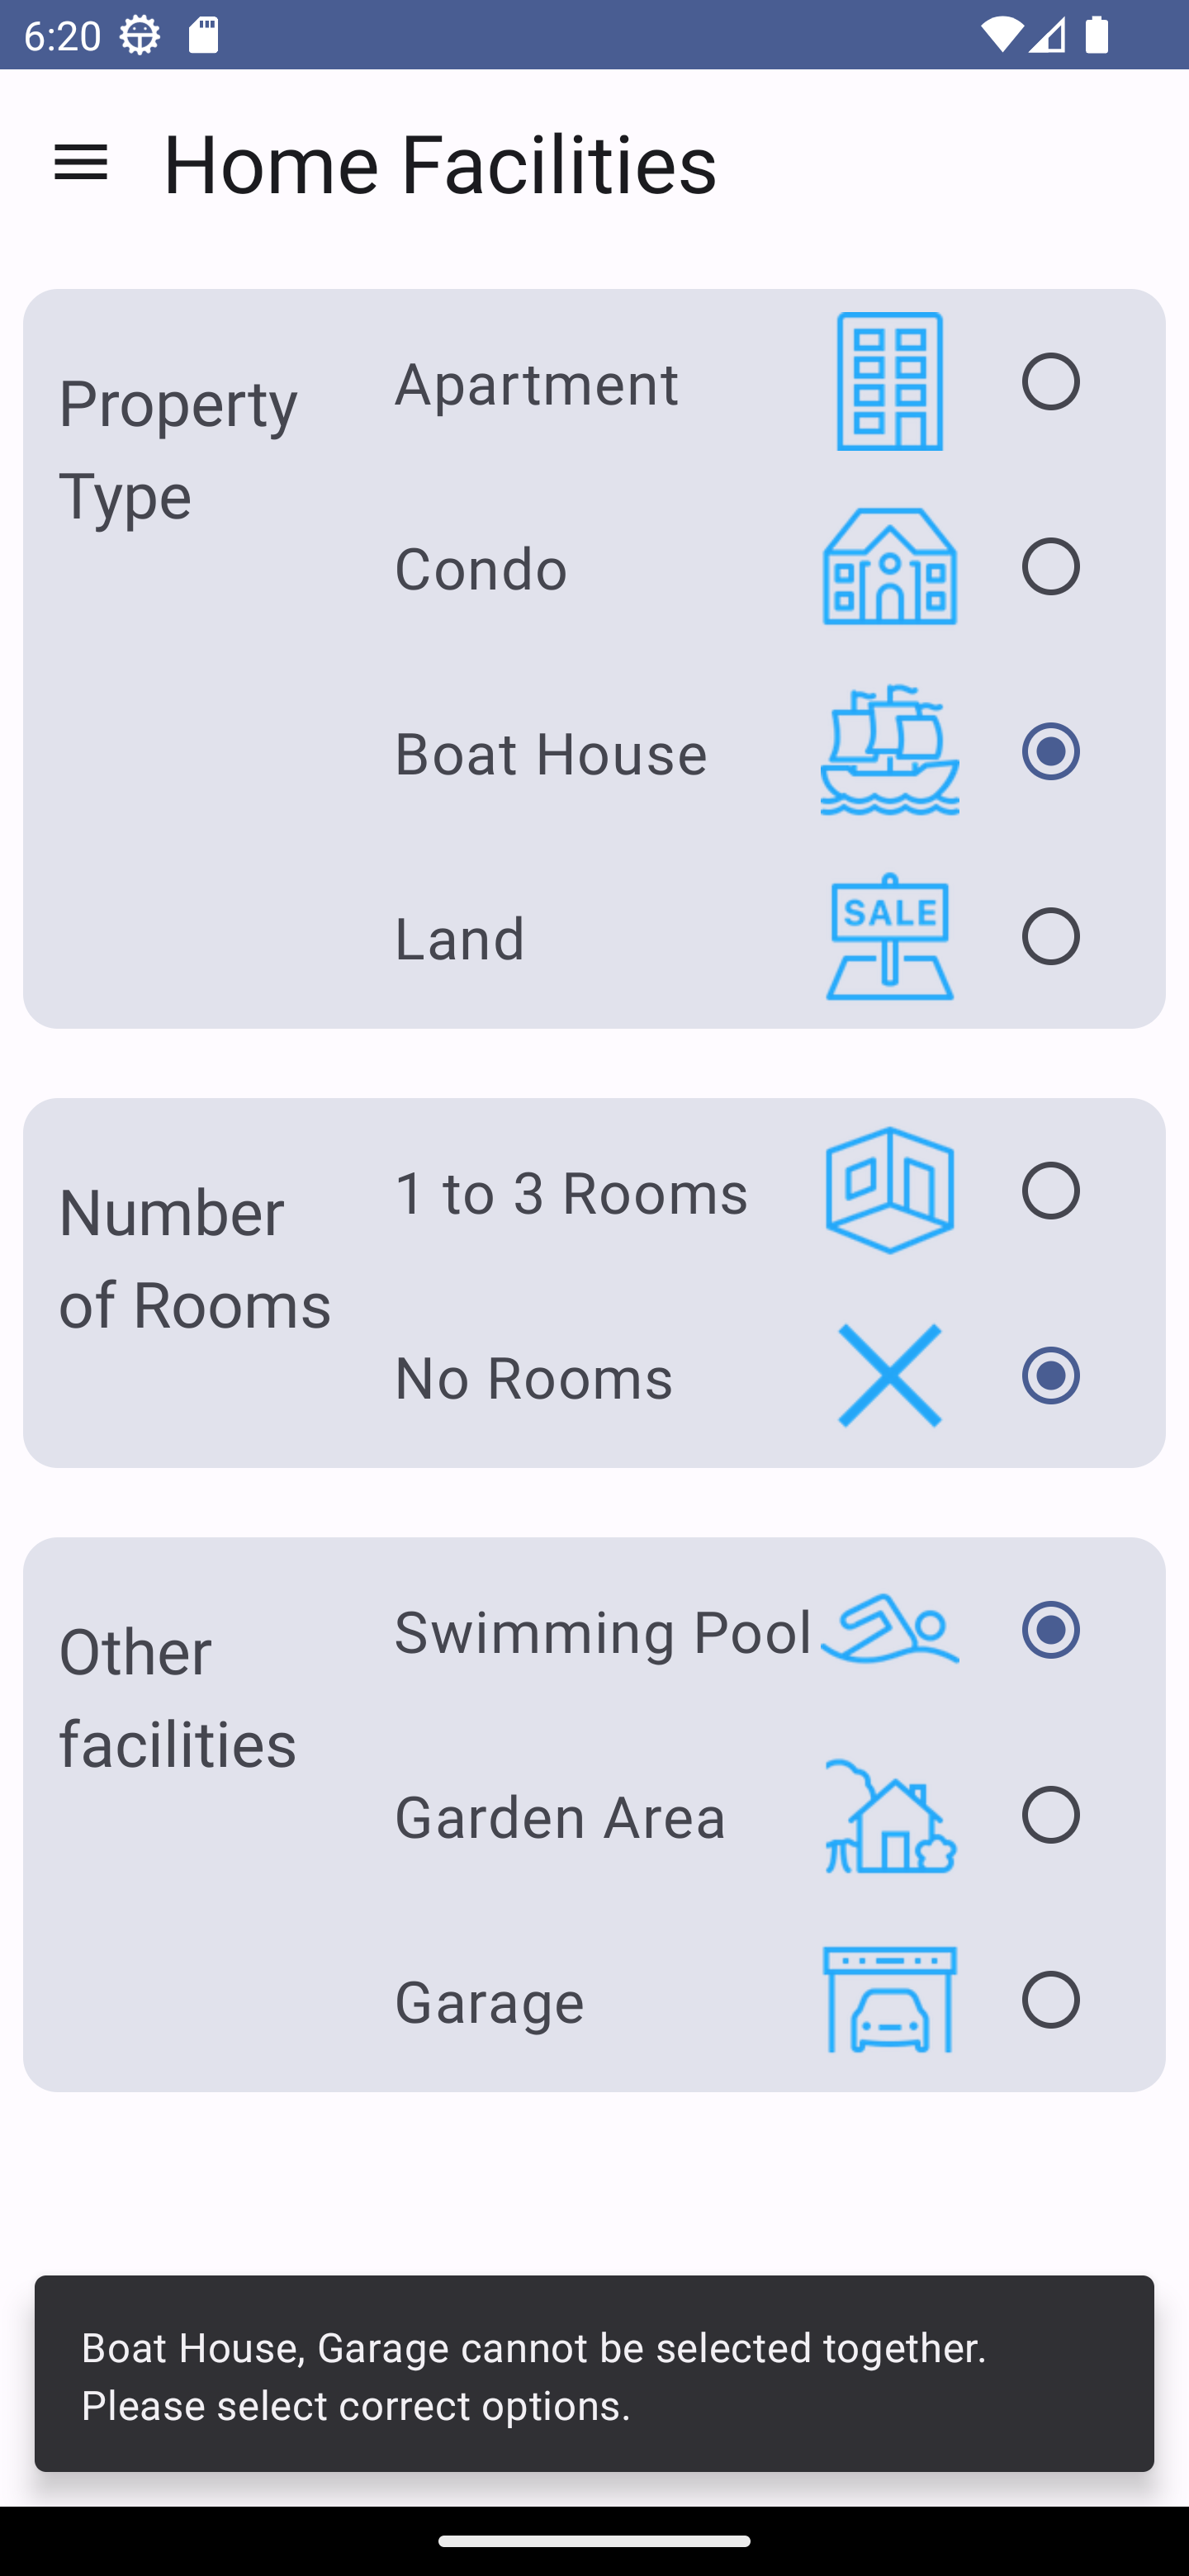 6:20
Home Facilities
Property
Type
Apartment
Condo
Boat House
Land
SALE
Number
of Rooms
1 to 3 Rooms
No Rooms
Other
facilities
Swimming Pool
Garden Area
Garage
Boat House, Garage cannot be selected together.
Please select correct options.